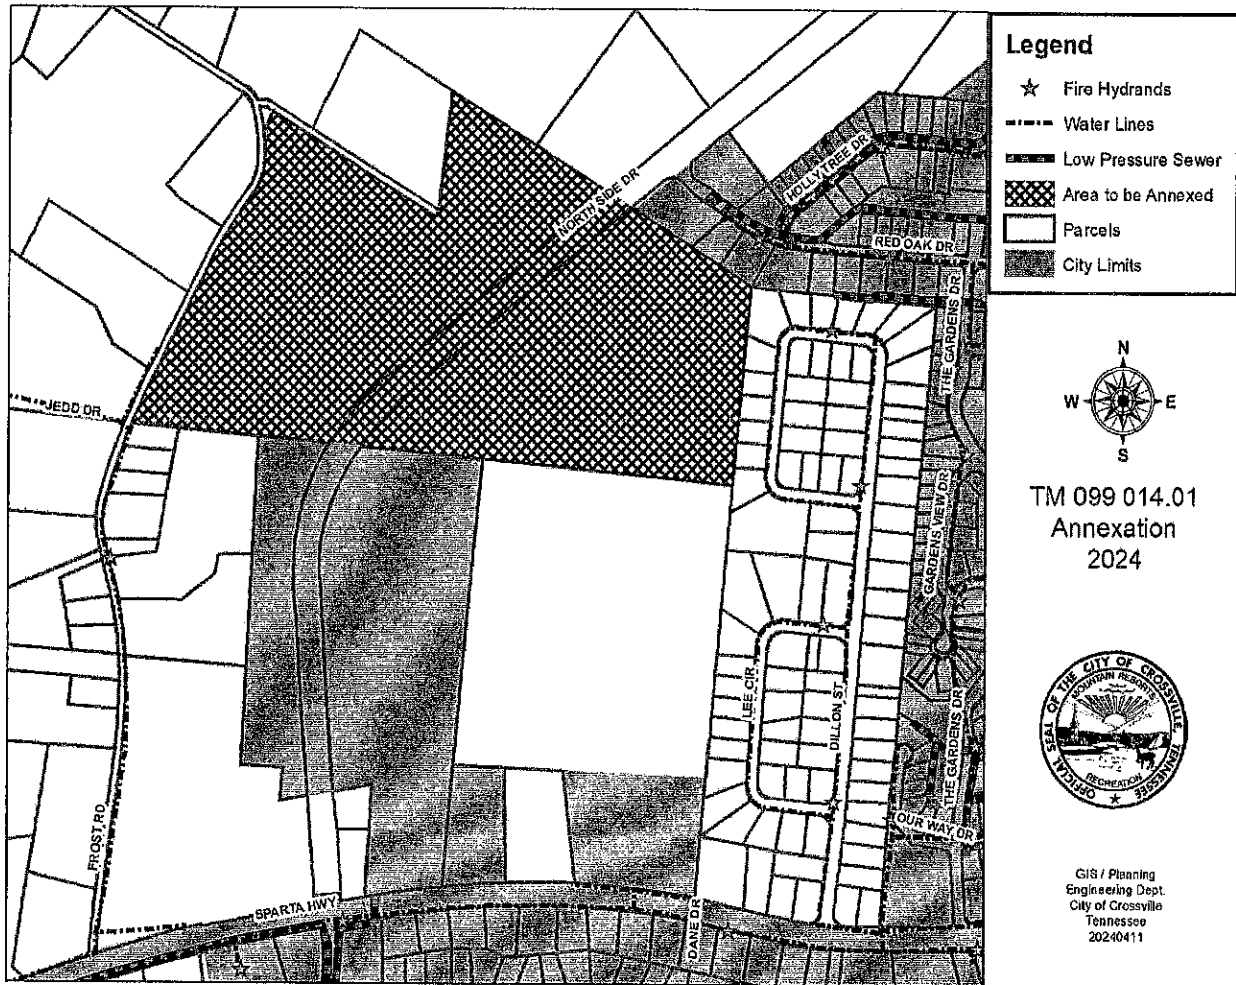 Legend
Fire Hydrands
Water Lines
Low Pressure Sewer
Area to be Annexed
Parcels
City Limits
HOLLY TREE DR
NORTH SIDE DR
RED OAK DR
THE GARDENS DR
JEDD DR
GARDENS VIEW DR
LEE CIR
DILLON ST
THE GARDENS DR
OUR WAY DR
FROST RD
SPARTA HWY
DANE DR
N
W
E
S
TM 099 014.01
Annexation
2024
OFFICIAL SEAL OF THE CITY OF CROSSVILLE, TENNESSEE
MOUNTAIN RESORTS
RECREATION
GIS / Planning
Engineering Dept.
City of Crossville
Tennessee
20240411